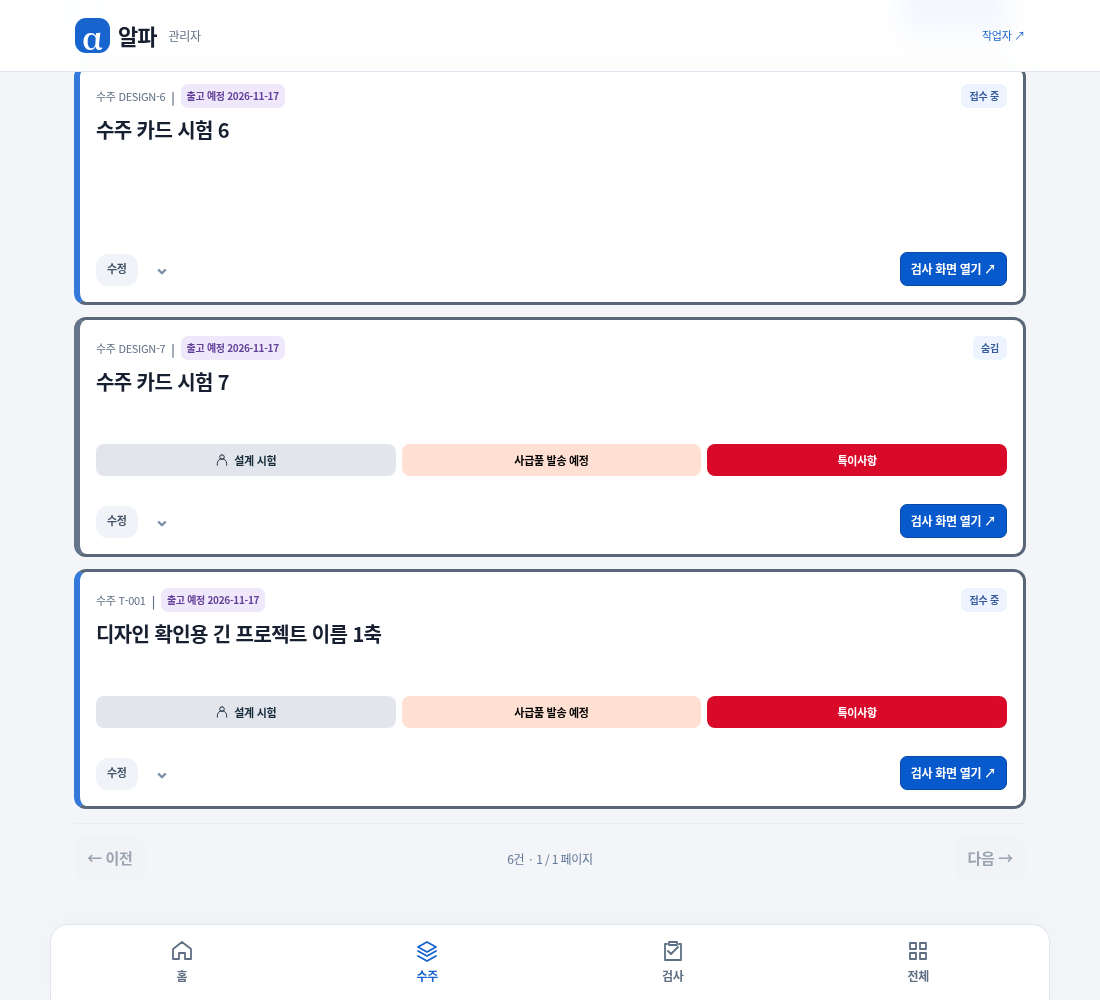 α 알파 관리자 작업자 ↗
수주 DESIGN-6 | 출고 예정 2026-11-17 접수 중
수주 카드 시험 6
수정 검사 화면 열기 ↗
수주 DESIGN-7 | 출고 예정 2026-11-17 숨김
수주 카드 시험 7
설계 시험 사급품 발송 예정 특이사항
수정 검사 화면 열기 ↗
수주 T-001 | 출고 예정 2026-11-17 접수 중
디자인 확인용 긴 프로젝트 이름 1축
설계 시험 사급품 발송 예정 특이사항
수정 검사 화면 열기 ↗
← 이전 6건 · 1 / 1 페이지 다음 →
홈 수주 검사 전체